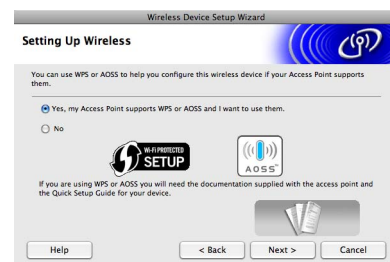 Wireless Device Setup Wizard
Setting Up Wireless
You can use WPS or AOSS to help you configure this wireless device if your Access Point supports
them.
Yes, my Access Point supports WPS or AOSS and I want to use them.
No
Wi-Fi PROTECTED
SETUP
AOSS™
If you are using WPS or AOSS you will need the documentation supplied with the access point and
the Quick Setup Guide for your device.
Help
< Back
Next >
Cancel